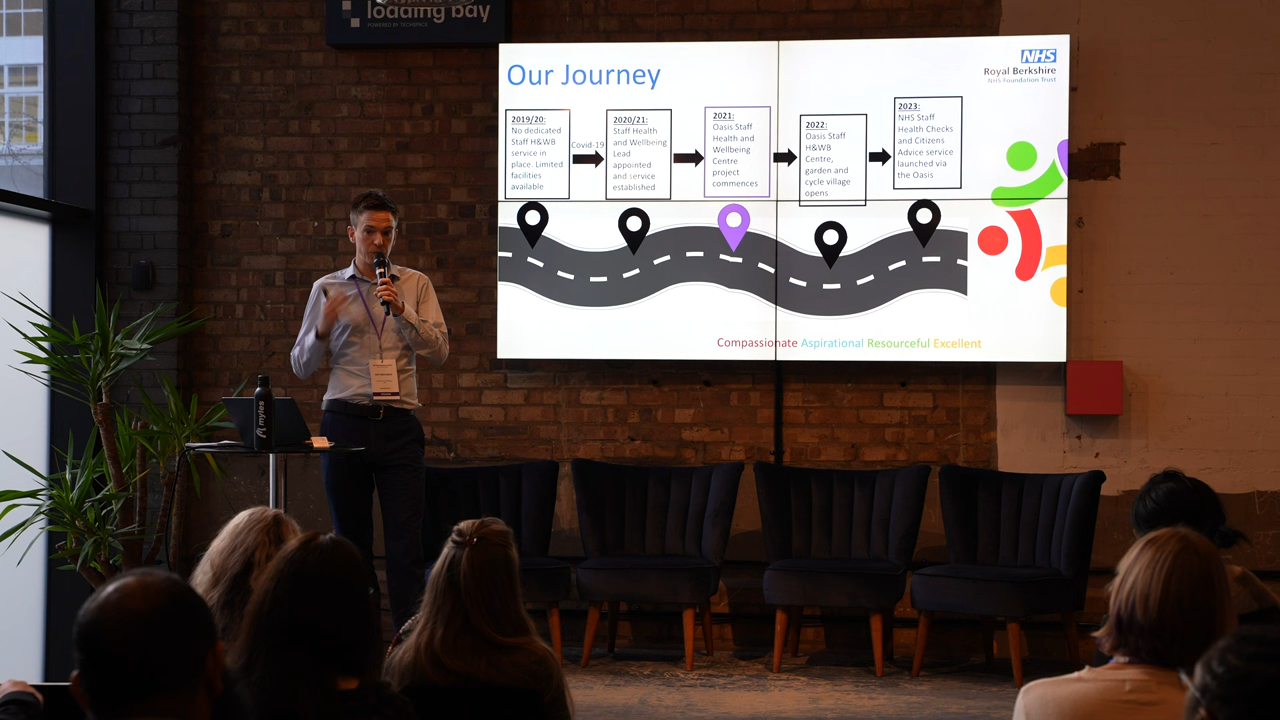 loading bay
POWERED BY TECHSPACE
Our Journey
NHS
Royal Berkshire
NHS Foundation Trust
2019/20:
No dedicated
Staff H&WB
service in
place. Limited
facilities
available
Covid-19
2020/21:
Staff Health
and Wellbeing
Lead
appointed
and service
established
2021:
Oasis Staff
Health and
Wellbeing
Centre
project
commences
2022:
Oasis Staff
H&WB
Centre,
garden and
cycle village
opens
2023:
NHS Staff
Health Checks
and Citizens
Advice service
launched via
the Oasis
Compassionate Aspirational Resourceful Excellent
myles